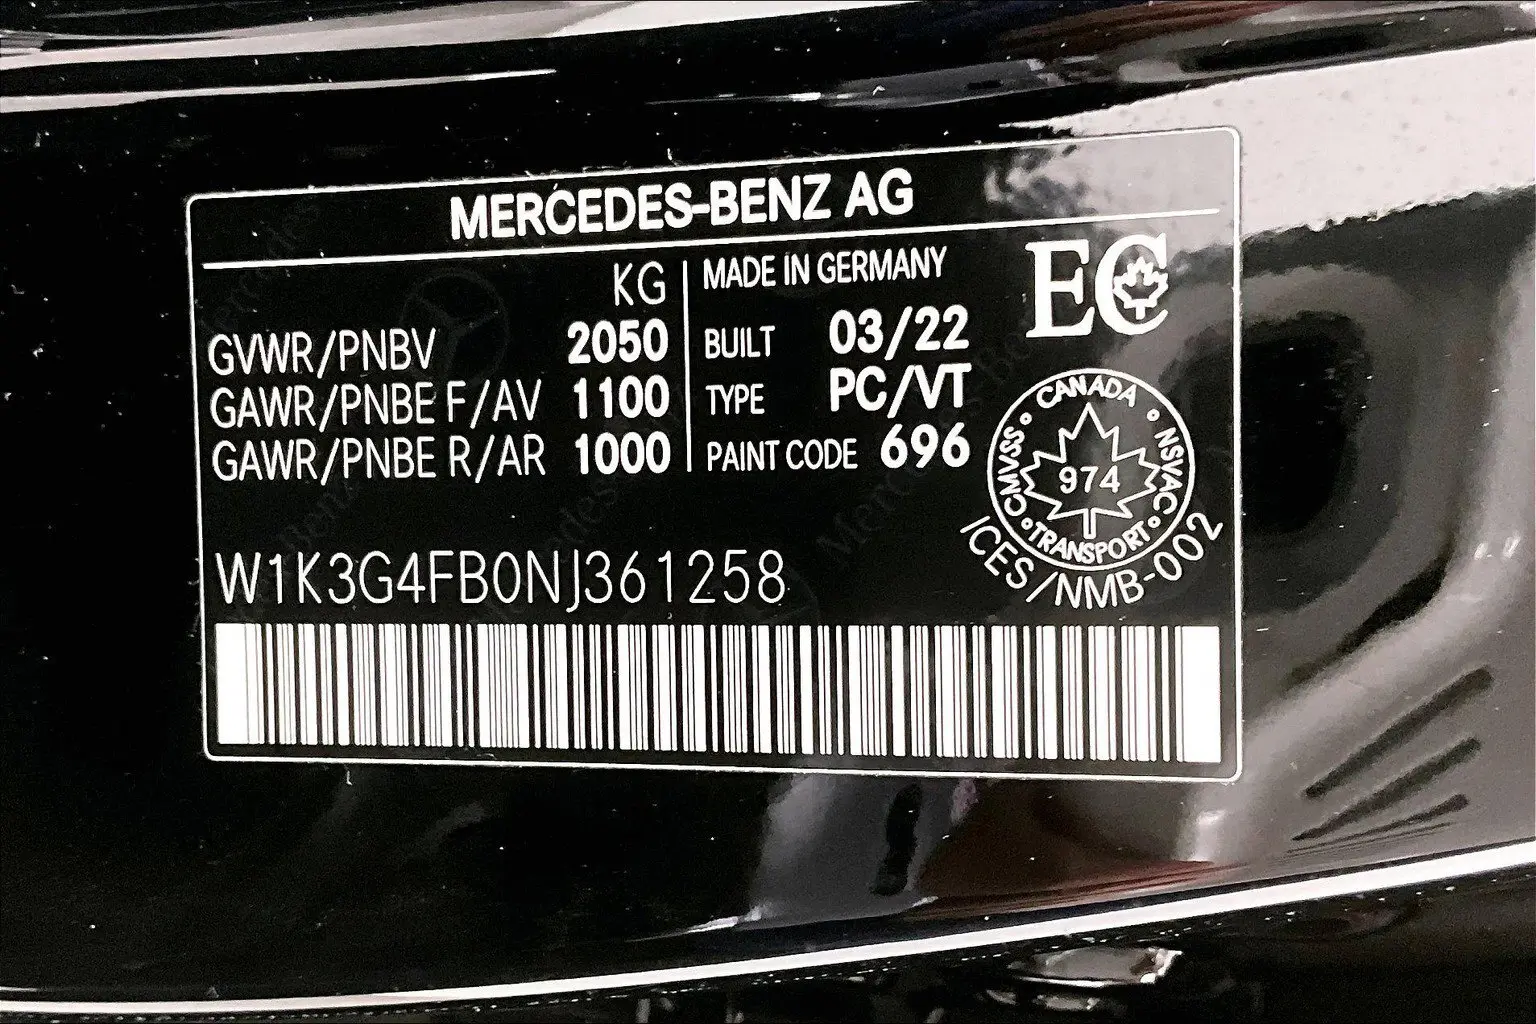 MERCEDES-BENZ AG
KG
GVWR/PNBV 2050
GAWR/PNBE F/AV 1100
GAWR/PNBE R/AR 1000
MADE IN GERMANY
BUILT 03/22
TYPE PC/VT
PAINT CODE 696
EC
CANADA
CMVSS
NSVAC
974
TRANSPORT
ICES/NMB-002
W1K3G4FB0NJ361258